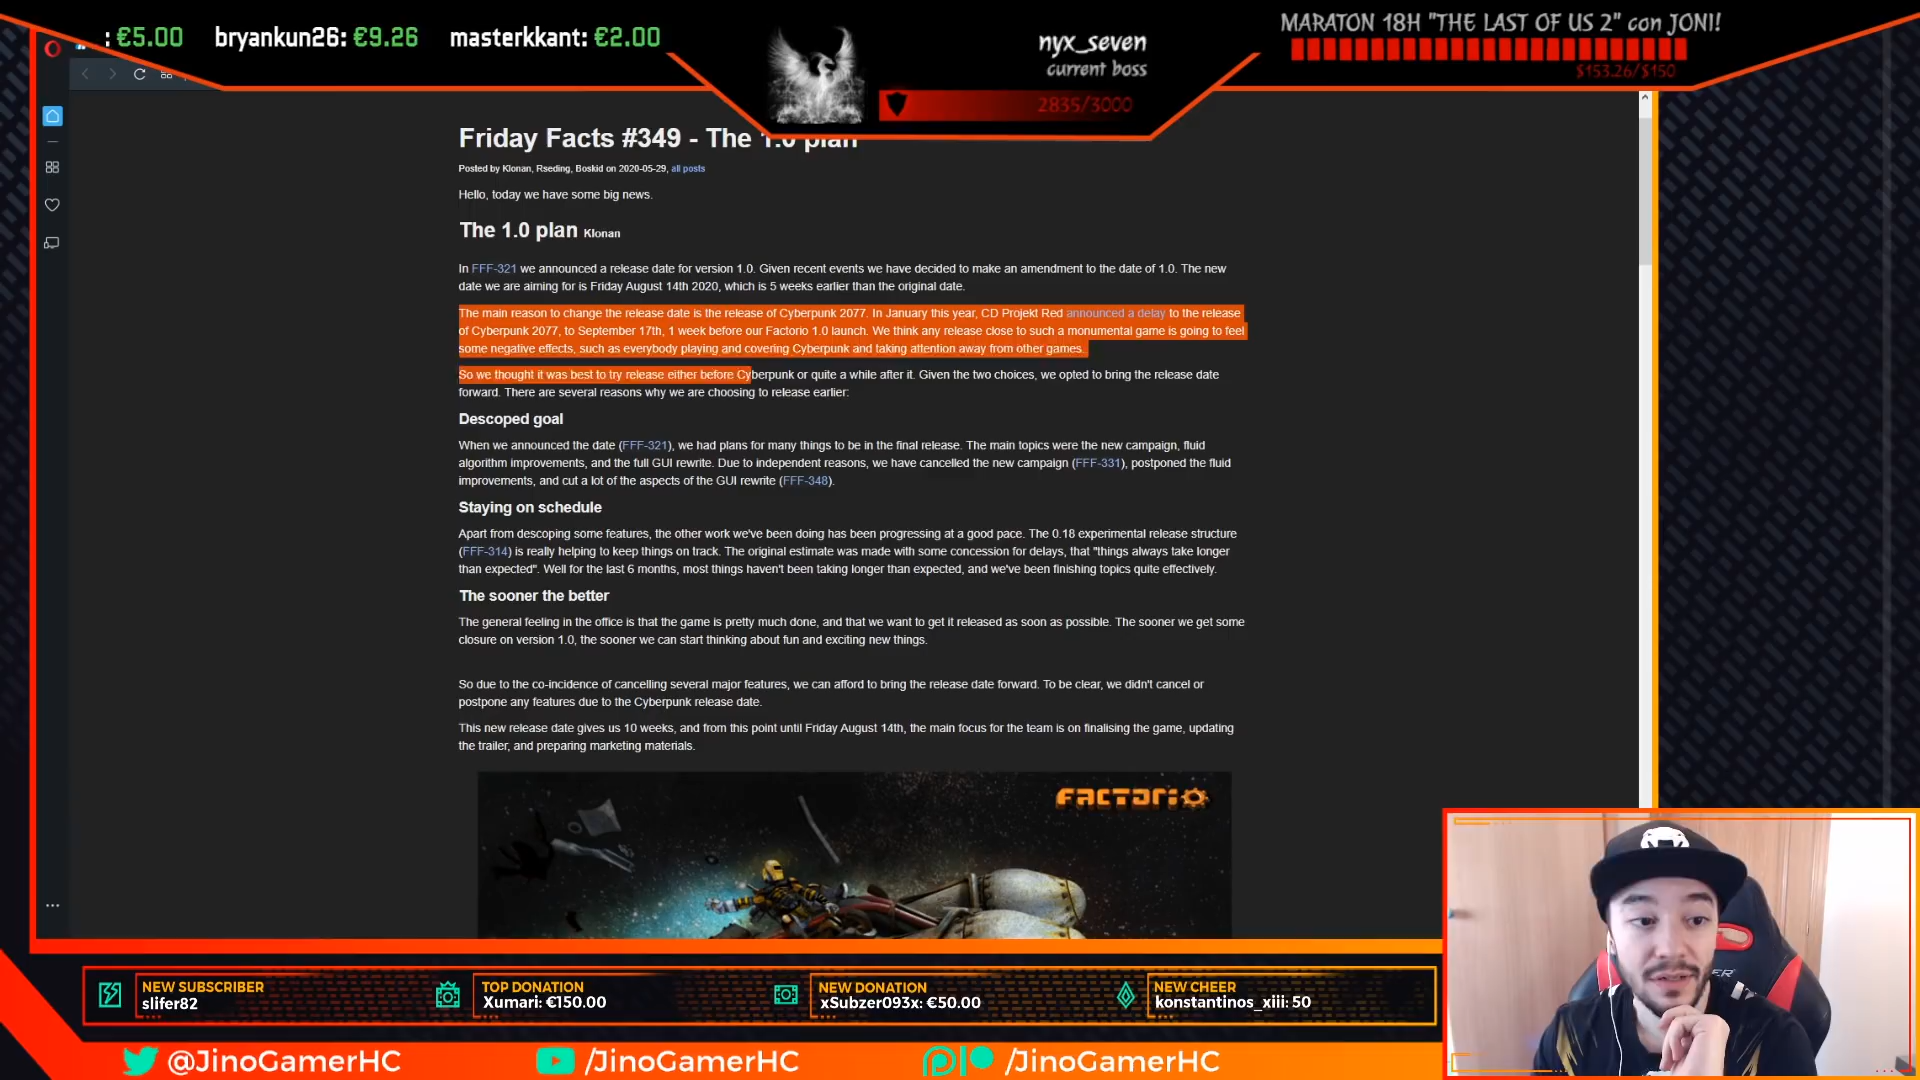 : €5.00 bryankun26: €9.26 masterkkant: €2.00
nyx_seven
current boss
2835/3000
MARATON 18H "THE LAST OF US 2" con JONI!
$153.26/$150
Friday Facts #349 - The 1.0 plan
Posted by Klonan, Rseding, Boskid on 2020-05-29, all posts
Hello, today we have some big news.
The 1.0 plan Klonan
In FFF-321 we announced a release date for version 1.0. Given recent events we have decided to make an amendment to the date of 1.0. The new
date we are aiming for is Friday August 14th 2020, which is 5 weeks earlier than the original date.
The main reason to change the release date is the release of Cyberpunk 2077. In January this year, CD Projekt Red announced a delay to the release
of Cyberpunk 2077, to September 17th, 1 week before our Factorio 1.0 launch. We think any release close to such a monumental game is going to feel
some negative effects, such as everybody playing and covering Cyberpunk and taking attention away from other games.
So we thought it was best to try release either before Cyberpunk or quite a while after it. Given the two choices, we opted to bring the release date
forward. There are several reasons why we are choosing to release earlier:
Descoped goal
When we announced the date (FFF-321), we had plans for many things to be in the final release. The main topics were the new campaign, fluid
algorithm improvements, and the full GUI rewrite. Due to independent reasons, we have cancelled the new campaign (FFF-331), postponed the fluid
improvements, and cut a lot of the aspects of the GUI rewrite (FFF-348).
Staying on schedule
Apart from descoping some features, the other work we've been doing has been progressing at a good pace. The 0.18 experimental release structure
(FFF-314) is really helping to keep things on track. The original estimate was made with some concession for delays, that "things always take longer
than expected". Well for the last 6 months, most things haven't been taking longer than expected, and we've been finishing topics quite effectively.
The sooner the better
The general feeling in the office is that the game is pretty much done, and that we want to get it released as soon as possible. The sooner we get some
closure on version 1.0, the sooner we can start thinking about fun and exciting new things.
So due to the co-incidence of cancelling several major features, we can afford to bring the release date forward. To be clear, we didn't cancel or
postpone any features due to the Cyberpunk release date.
This new release date gives us 10 weeks, and from this point until Friday August 14th, the main focus for the team is on finalising the game, updating
the trailer, and preparing marketing materials.
FACTORIO
NEW SUBSCRIBER
slifer82
TOP DONATION
Xumari: €150.00
NEW DONATION
xSubzer093x: €50.00
NEW CHEER
konstantinos_xiii: 50
@JinoGamerHC
/JinoGamerHC
/JinoGamerHC